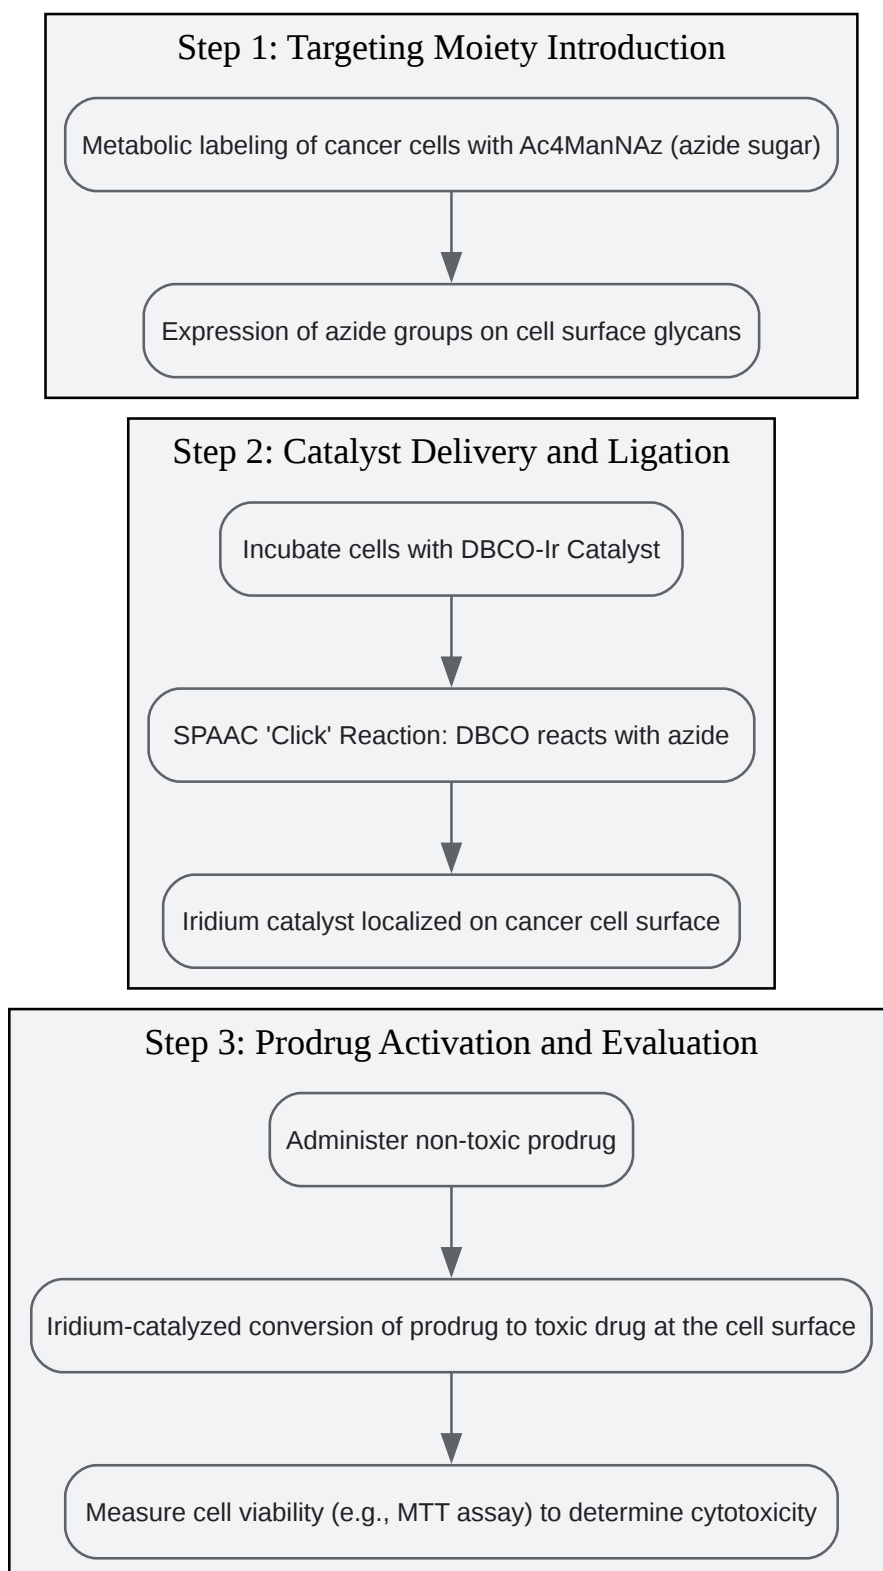 Step 1: Targeting Moiety Introduction
Metabolic labeling of cancer cells with Ac4ManNAz (azide sugar)
Expression of azide groups on cell surface glycans
Step 2: Catalyst Delivery and Ligation
Incubate cells with DBCO-Ir Catalyst
SPAAC 'Click' Reaction: DBCO reacts with azide
Iridium catalyst localized on cancer cell surface
Step 3: Prodrug Activation and Evaluation
Administer non-toxic prodrug
Iridium-catalyzed conversion of prodrug to toxic drug at the cell surface
Measure cell viability (e.g., MTT assay) to determine cytotoxicity